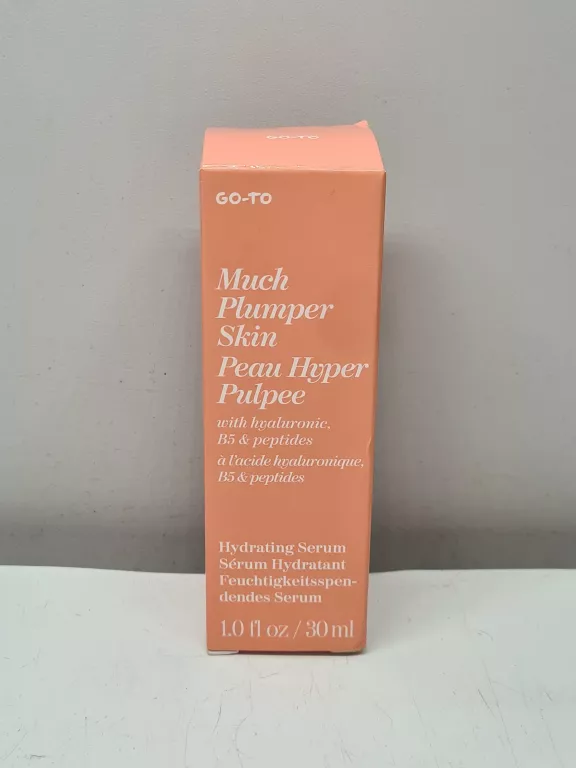 GO-TO
GO-TO
Much
Plumper
Skin
Peau Hyper
Pulpee
with hyaluronic,
B5 & peptides
à l'acide hyaluronique,
B5 & peptides
Hydrating Serum
Sérum Hydratant
Feuchtigkeitsspen-
dendes Serum
1.0 fl oz / 30 ml